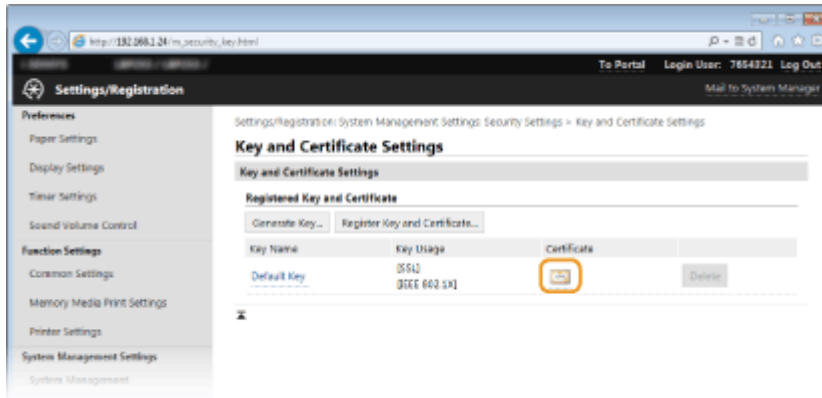 http://192.168.1.24/m_security_key.html
To Portal Login User: 7654321 Log Out
Settings/Registration
Mail to System Manager
Preferences
Paper Settings
Display Settings
Timer Settings
Sound Volume Control
Function Settings
Common Settings
Memory Media Print Settings
Printer Settings
System Management Settings
System Management
Settings/Registration: System Management Settings: Security Settings > Key and Certificate Settings
Key and Certificate Settings
Key and Certificate Settings
Registered Key and Certificate
Generate Key... Register Key and Certificate...
Key Name Key Usage Certificate
Default Key [SSL] Delete
[IEEE 802.1X]